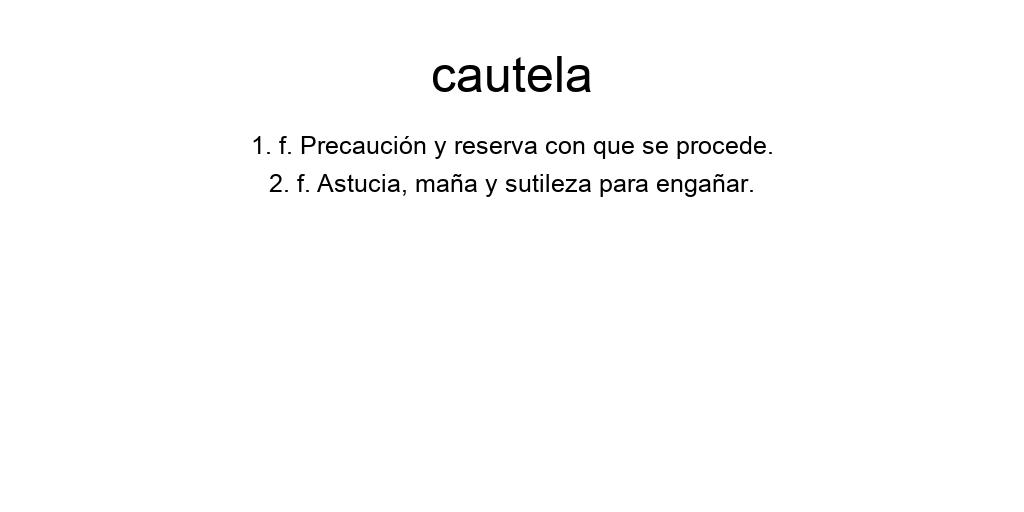 cautela
1. f. Precaución y reserva con que se procede.
2. f. Astucia, maña y sutileza para engañar.